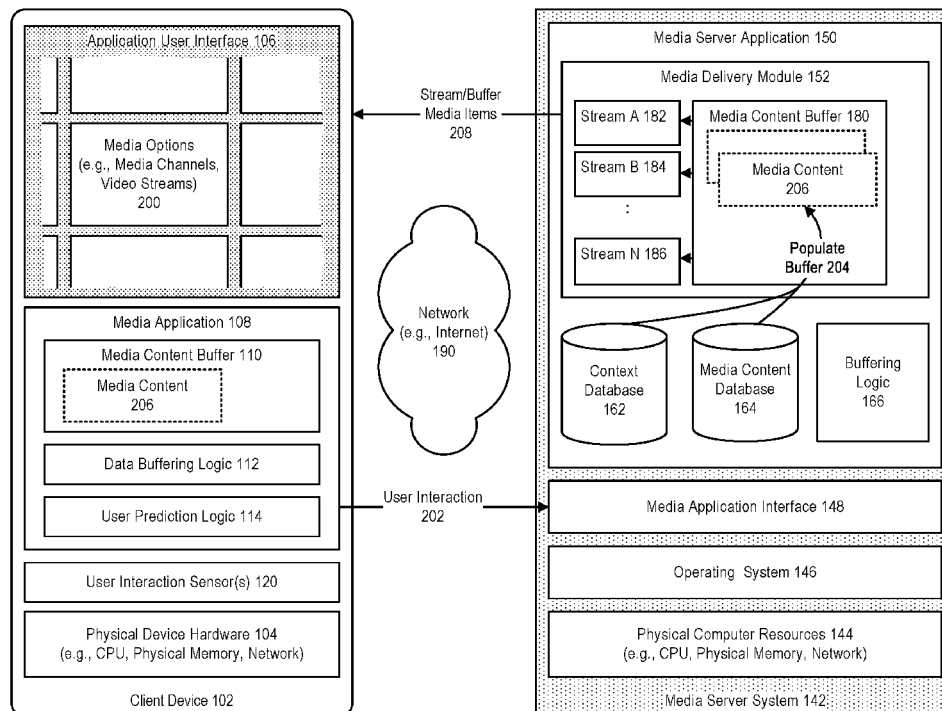 Application User Interface 106
Media Options
(e.g., Media Channels,
Video Streams)
200
Media Application 108
Media Content Buffer 110
Media Content
206
Data Buffering Logic 112
User Prediction Logic 114
User Interaction Sensor(s) 120
Physical Device Hardware 104
(e.g., CPU, Physical Memory, Network)
Client Device 102
Stream/Buffer
Media Items
208
Network
(e.g., Internet)
190
User Interaction
202
Media Server Application 150
Media Delivery Module 152
Stream A 182
Stream B 184
:
Stream N 186
Media Content Buffer 180
Media Content
206
Populate
Buffer 204
Context
Database
162
Media Content
Database
164
Buffering
Logic
166
Media Application Interface 148
Operating System 146
Physical Computer Resources 144
(e.g., CPU, Physical Memory, Network)
Media Server System 142